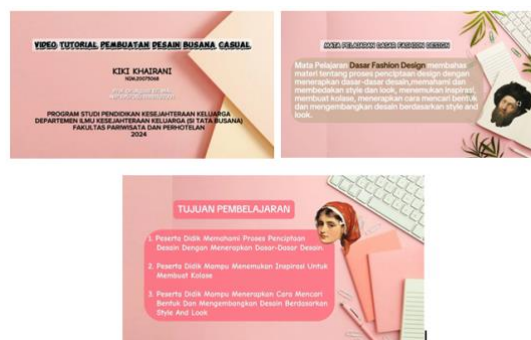 VIDEO TUTORIAL PEMBUATAN DESAIN BUSANA CASUAL
KIKI KHAIRANI
PROGRAM STUDI PENDIDIKAN KESEJAHTERAAN KELUARGA
DEPARTEMEN ILMU KESEJAHTERAAN KELUARGA (SI TATA BUSANA)
FAKULTAS PARIWISATA DAN PERHOTELAN
2024
MATA PELAJARAN DASAR FASHION DESIGN
Mata Pelajaran Dasar Fashion Design membahas
materi tentang proses penciptaan design dengan
menerapkan dasar-dasar desain,memahami dan
membedakan style dan look, menemukan inspirasi,
membuat kolase, menerapkan cara mencari bentuk
dan mengembangkan desain berdasarkan style and
look.
TUJUAN PEMBELAJARAN
1. Peserta Didik Memahami Proses Penciptaan
Desain Dengan Menerapkan Dasar-Dasar Desain
2. Peserta Didik Mampu Menemukan Inspirasi Untuk
Membuat Kolase
3. Peserta Didik Mampu Menerapkan Cara Mencari
Bentuk Dan Mengembangkan Desain Berdasarkan
Style And Look